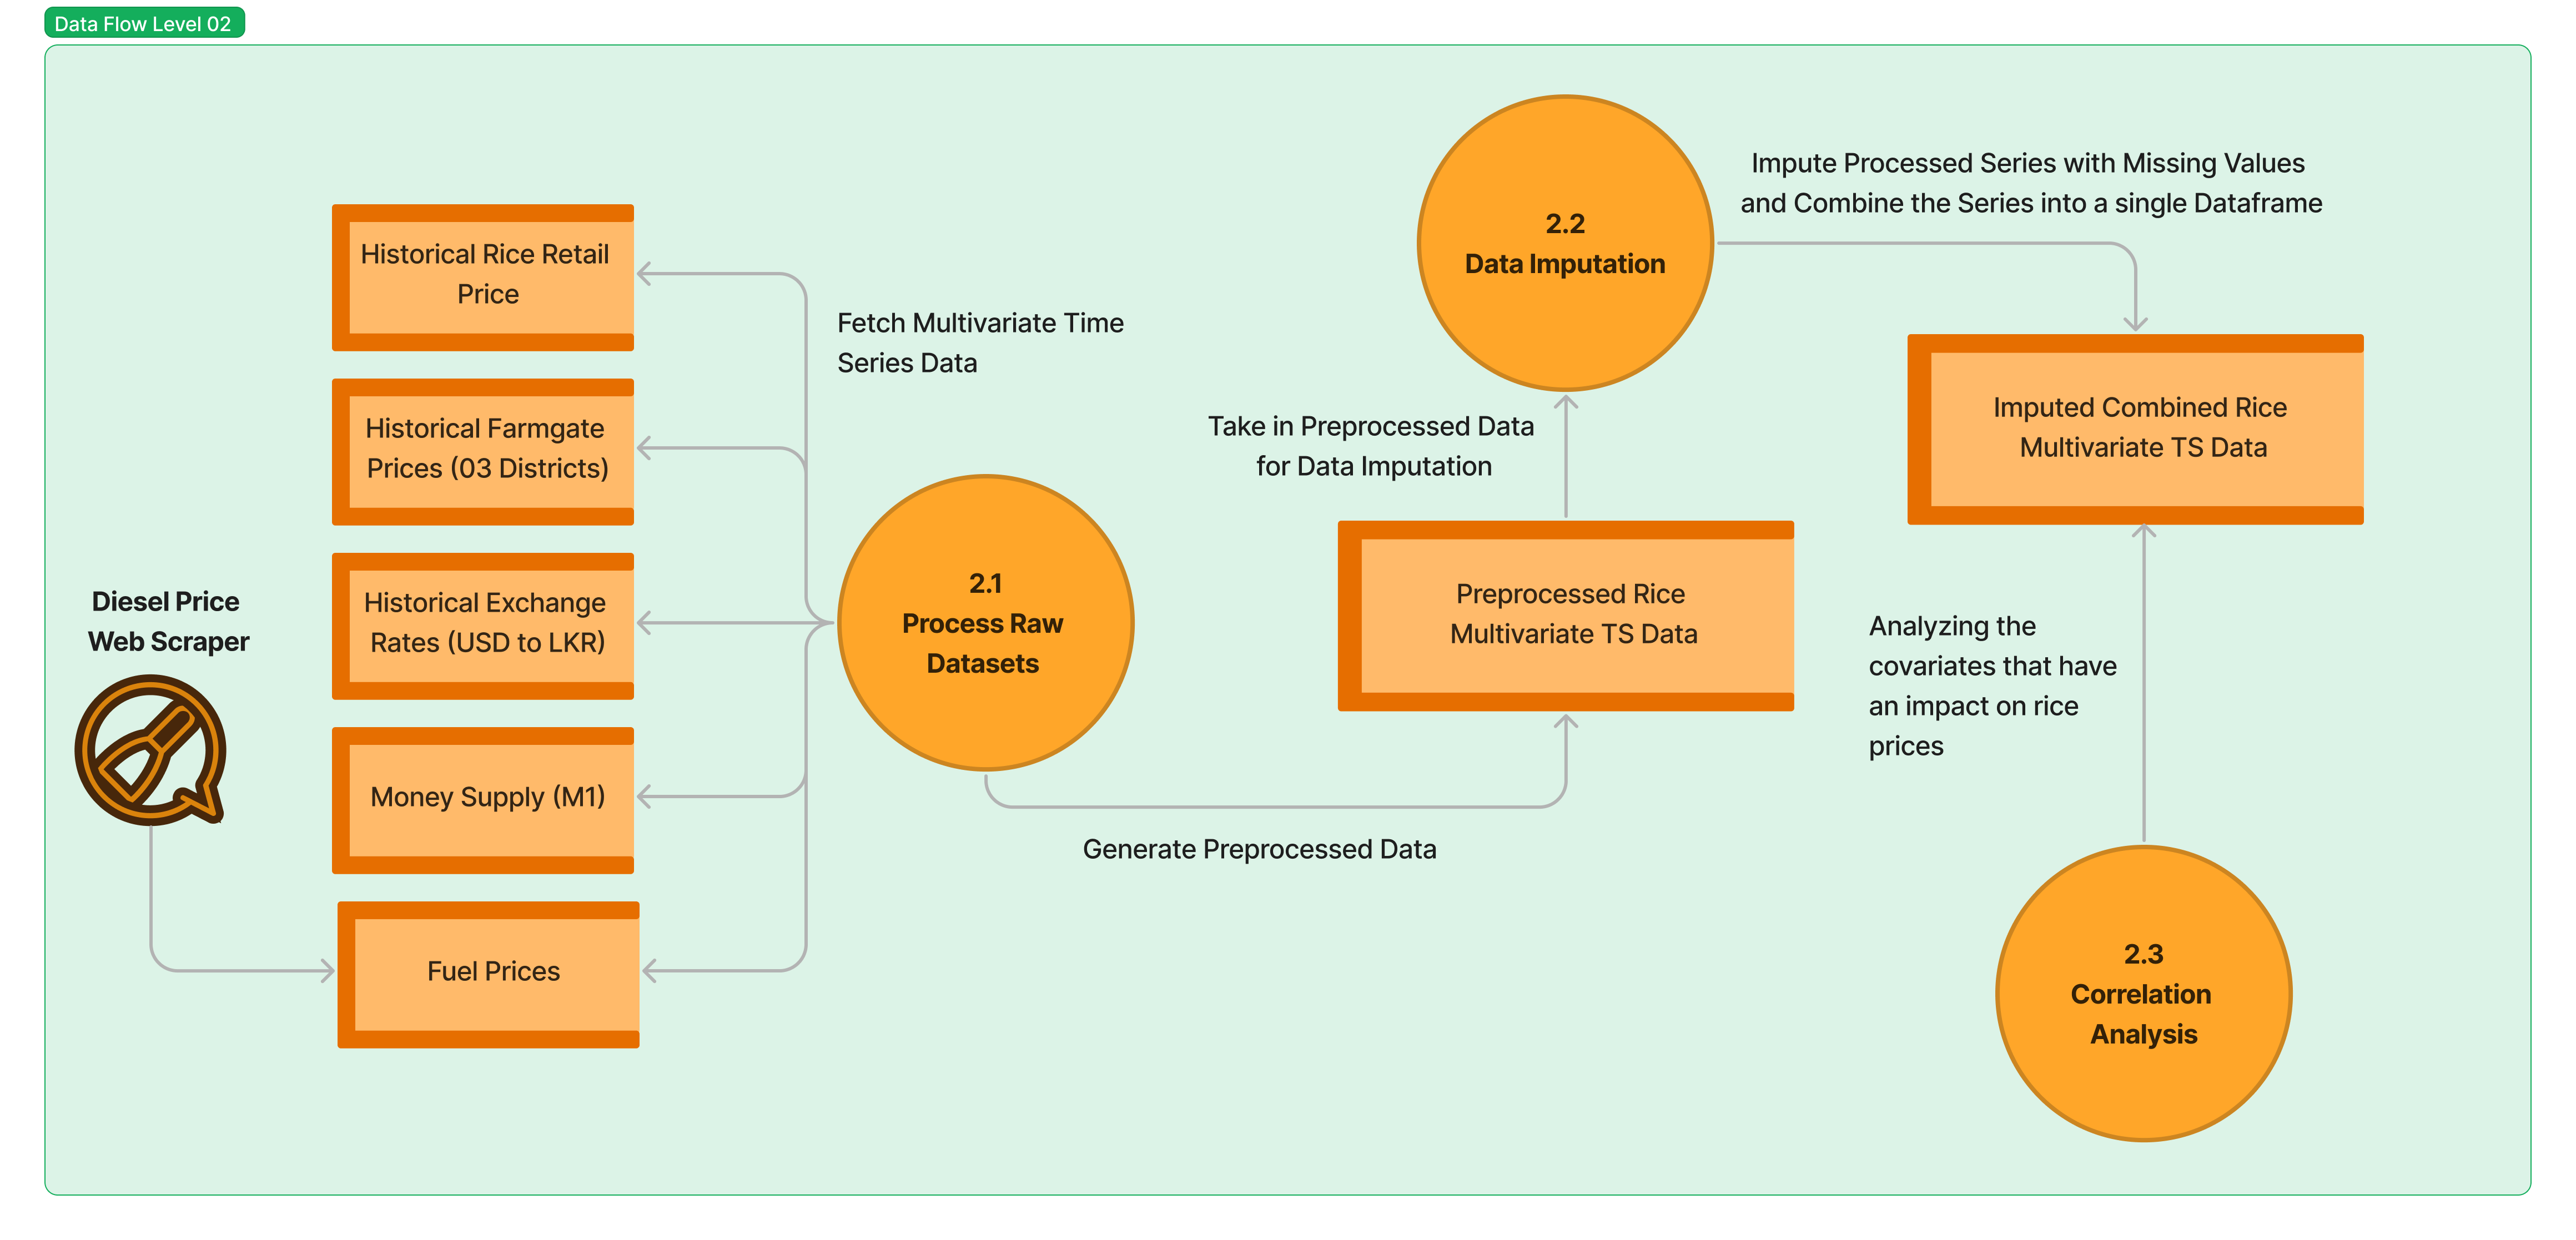 Data Flow Level 02
Historical Rice Retail
Price
Historical Farmgate
Prices (03 Districts)
Historical Exchange
Rates (USD to LKR)
Money Supply (M1)
Fuel Prices
Diesel Price
Web Scraper
Fetch Multivariate Time
Series Data
2.1
Process Raw
Datasets
Generate Preprocessed Data
Preprocessed Rice
Multivariate TS Data
Take in Preprocessed Data
for Data Imputation
2.2
Data Imputation
Impute Processed Series with Missing Values
and Combine the Series into a single Dataframe
Imputed Combined Rice
Multivariate TS Data
Analyzing the
covariates that have
an impact on rice
prices
2.3
Correlation
Analysis